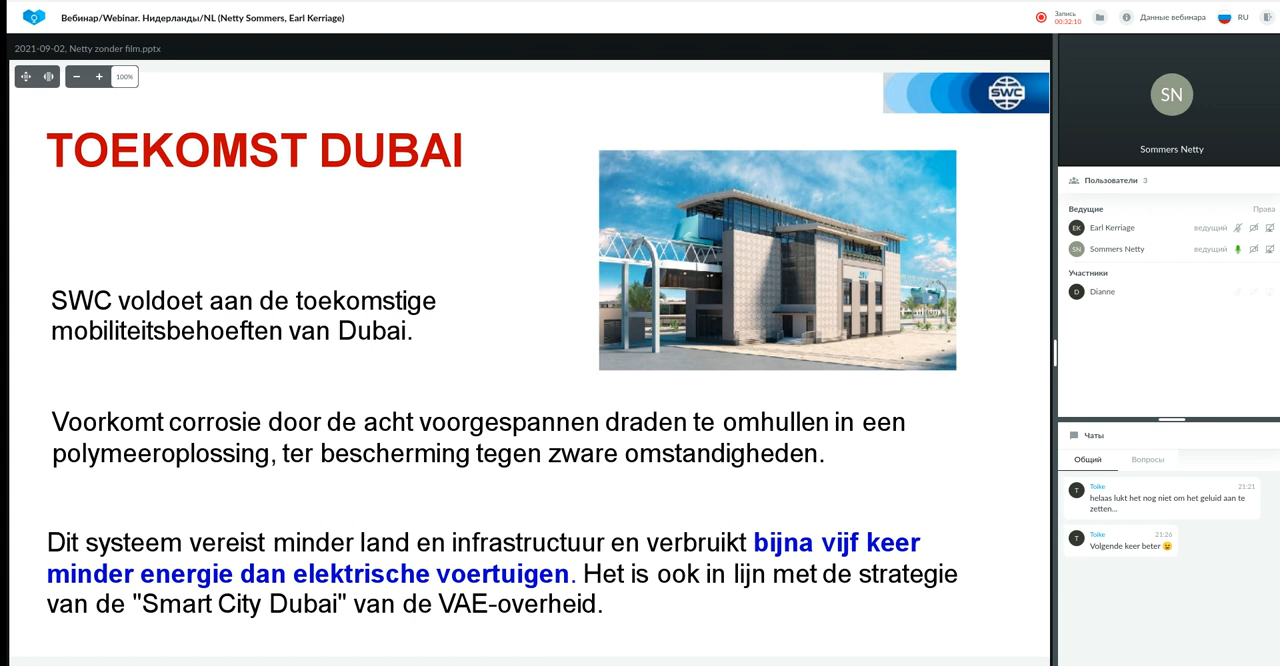 Вебинар/Webinar. Нидерланды/NL (Netty Sommers, Earl Kerriage)
Запись
00:32:10
Данные вебинара
RU
2021-09-02, Netty zonder film.pptx
100%
SWC
TOEKOMST DUBAI
SWC voldoet aan de toekomstige
mobiliteitsbehoeften van Dubai.
Voorkomt corrosie door de acht voorgespannen draden te omhullen in een
polymeeroplossing, ter bescherming tegen zware omstandigheden.
Dit systeem vereist minder land en infrastructuur en verbruikt bijna vijf keer
minder energie dan elektrische voertuigen. Het is ook in lijn met de strategie
van de "Smart City Dubai" van de VAE-overheid.
SN
Sommers Netty
Пользователи 3
Ведущие Права
EK Earl Kerriage ведущий
SN Sommers Netty ведущий
Участники
D Dianne
Чаты
Общий Вопросы
T Toike 21:21
helaas lukt het nog niet om het geluid aan te
zetten...
T Toike 21:26
Volgende keer beter 😉